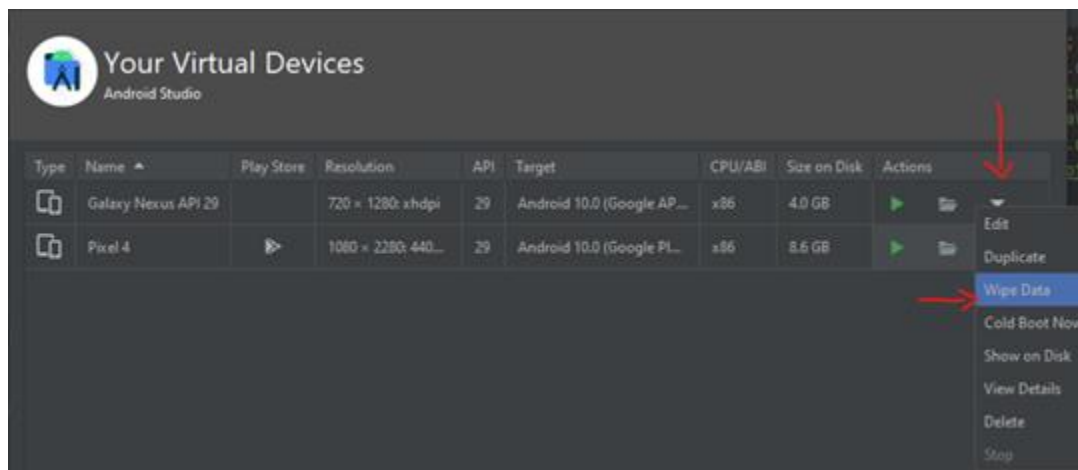 Your Virtual Devices
Android Studio
Type Name Play Store Resolution API Target CPU/ABI Size on Disk Actions
Galaxy Nexus API 29 720 × 1280: xhdpi 29 Android 10.0 (Google AP... x86 4.0 GB
Pixel 4 1080 × 2280: 440... 29 Android 10.0 (Google Pl... x86 8.6 GB
Edit
Duplicate
Wipe Data
Cold Boot Now
Show on Disk
View Details
Delete
Stop